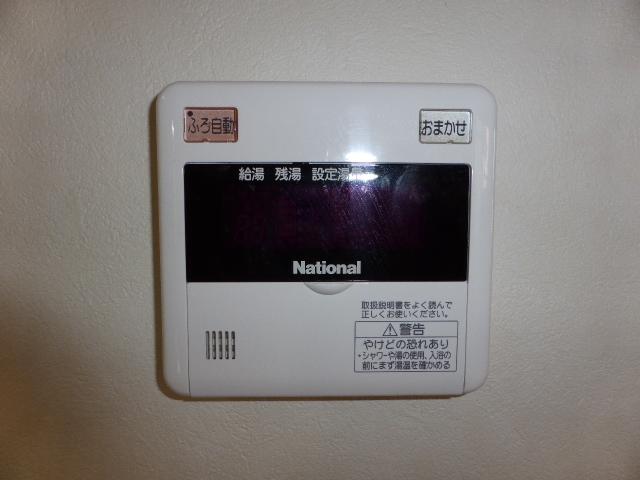 ふろ自動
おまかせ
給湯 残湯 設定湯
National
取扱説明書をよく読んで
正しくお使いください。
⚠警告
やけどの恐れあり
・シャワーや湯の使用、入浴の
前にまず湯温を確かめる